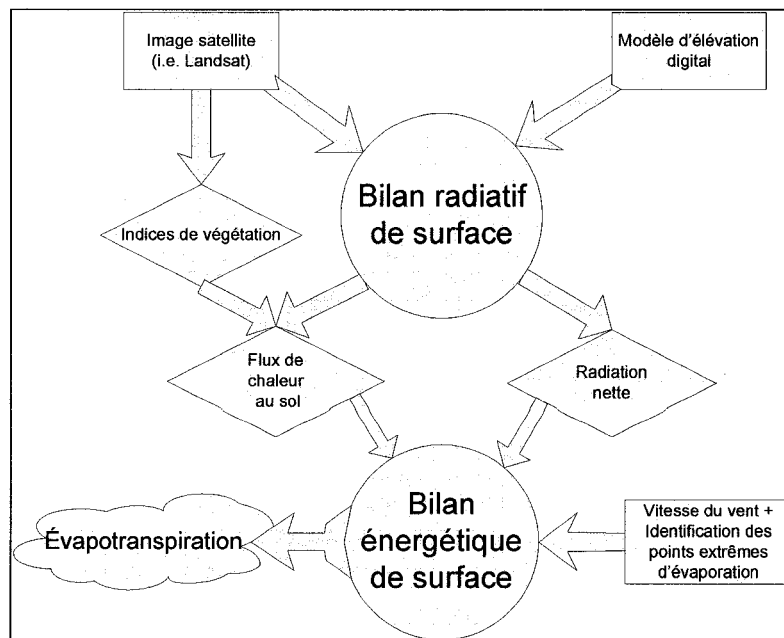 Image satellite
(i.e. Landsat)
Modèle d'élévation
digital
Bilan radiatif
de surface
Indices de végétation
Flux de
chaleur
au sol
Radiation
nette
Bilan
énergétique
de surface
Évapotranspiration
Vitesse du vent +
Identification des
points extrêmes
d'évaporation